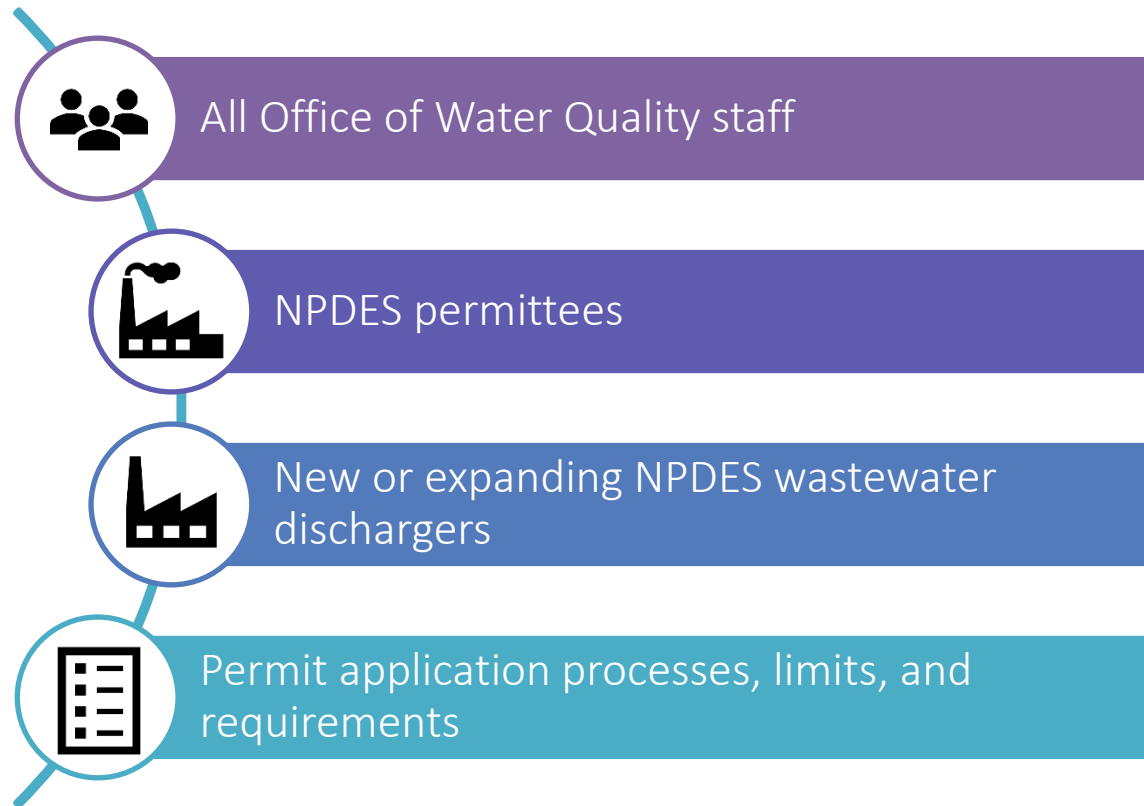 All Office of Water Quality staff
NPDES permittees
New or expanding NPDES wastewater
dischargers
Permit application processes, limits, and
requirements